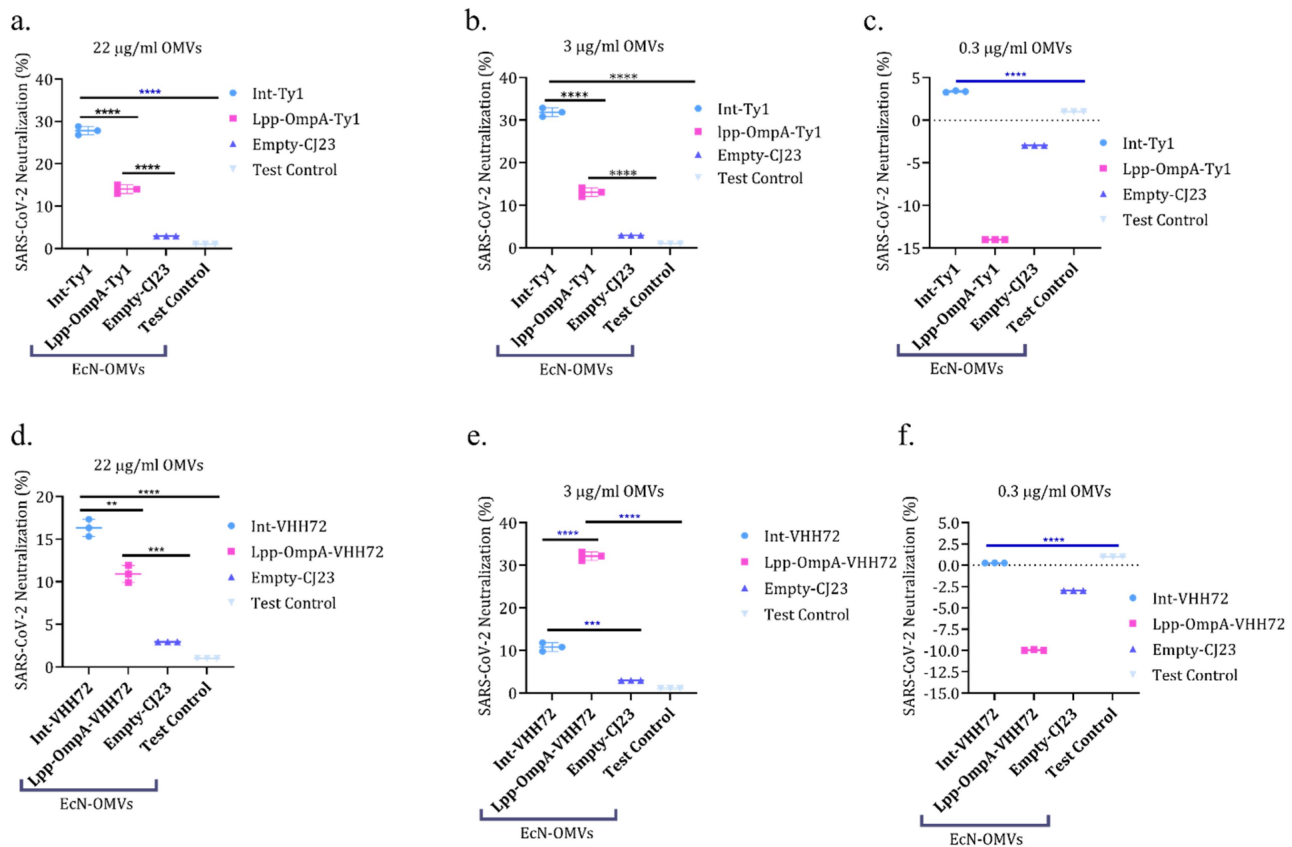 a.
22 µg/ml OMVs
SARS-CoV-2 Neutralization (%)
40
30
20
10
0
****
****
****
Int-Ty1
Lpp-OmpA-Ty1
Empty-CJ23
Test Control
Int-Ty1
Lpp-OmpA-Ty1
Empty-CJ23
Test Control
EcN-OMVs
b.
3 µg/ml OMVs
SARS-CoV-2 Neutralization (%)
40
30
20
10
0
****
****
****
Int-Ty1
lpp-OmpA-Ty1
Empty-CJ23
Test Control
Int-Ty1
lpp-OmpA-Ty1
Empty-CJ23
Test Control
EcN-OMVs
c.
0.3 µg/ml OMVs
SARS-CoV-2 Neutralization (%)
5
0
-5
-10
-15
****
Int-Ty1
Lpp-OmpA-Ty1
Empty-CJ23
Test Control
Int-Ty1
Lpp-OmpA-Ty1
Empty-CJ23
Test Control
EcN-OMVs
d.
22 µg/ml OMVs
SARS-CoV-2 Neutralization (%)
20
15
10
5
0
****
**
***
Int-VHH72
Lpp-OmpA-VHH72
Empty-CJ23
Test Control
Int-VHH72
Lpp-OmpA-VHH72
Empty-CJ23
Test Control
EcN-OMVs
e.
3 µg/ml OMVs
SARS-CoV-2 Neutralization (%)
40
30
20
10
0
****
****
***
Int-VHH72
Lpp-OmpA-VHH72
Empty-CJ23
Test Control
Int-VHH72
Lpp-OmpA-VHH72
Empty-CJ23
Test Control
EcN-OMVs
f.
0.3 µg/ml OMVs
SARS-CoV-2 Neutralization (%)
5.0
2.5
0.0
-2.5
-5.0
-7.5
-10.0
-12.5
-15.0
****
Int-VHH72
Lpp-OmpA-VHH72
Empty-CJ23
Test Control
Int-VHH72
Lpp-OmpA-VHH72
Empty-CJ23
Test Control
EcN-OMVs